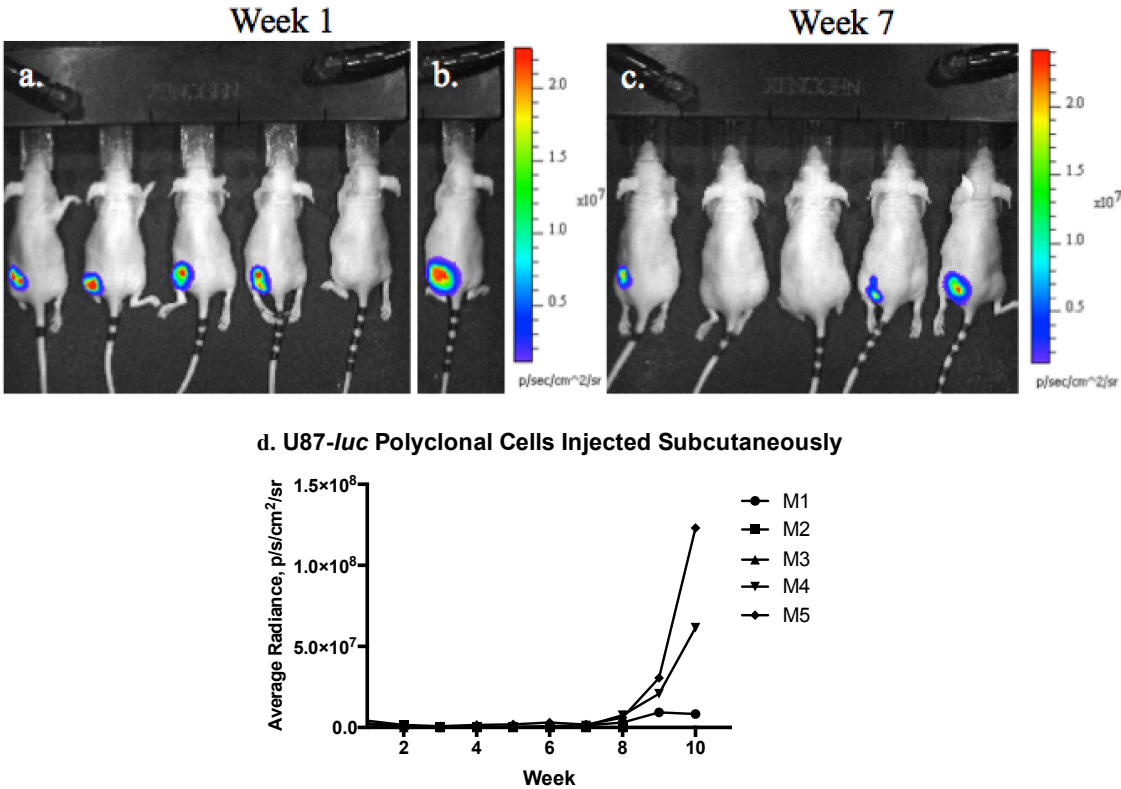 Week 1
Week 7
a.
b.
c.
2.0
1.5
x10⁷
1.0
0.5
p/sec/cm^2/sr
2.0
1.5
x10⁷
1.0
0.5
p/sec/cm^2/sr
d. U87-luc Polyclonal Cells Injected Subcutaneously
Average Radiance, p/s/cm²/sr
1.5×10⁸
1.0×10⁸
5.0×10⁷
0.0
2 4 6 8 10
Week
M1
M2
M3
M4
M5